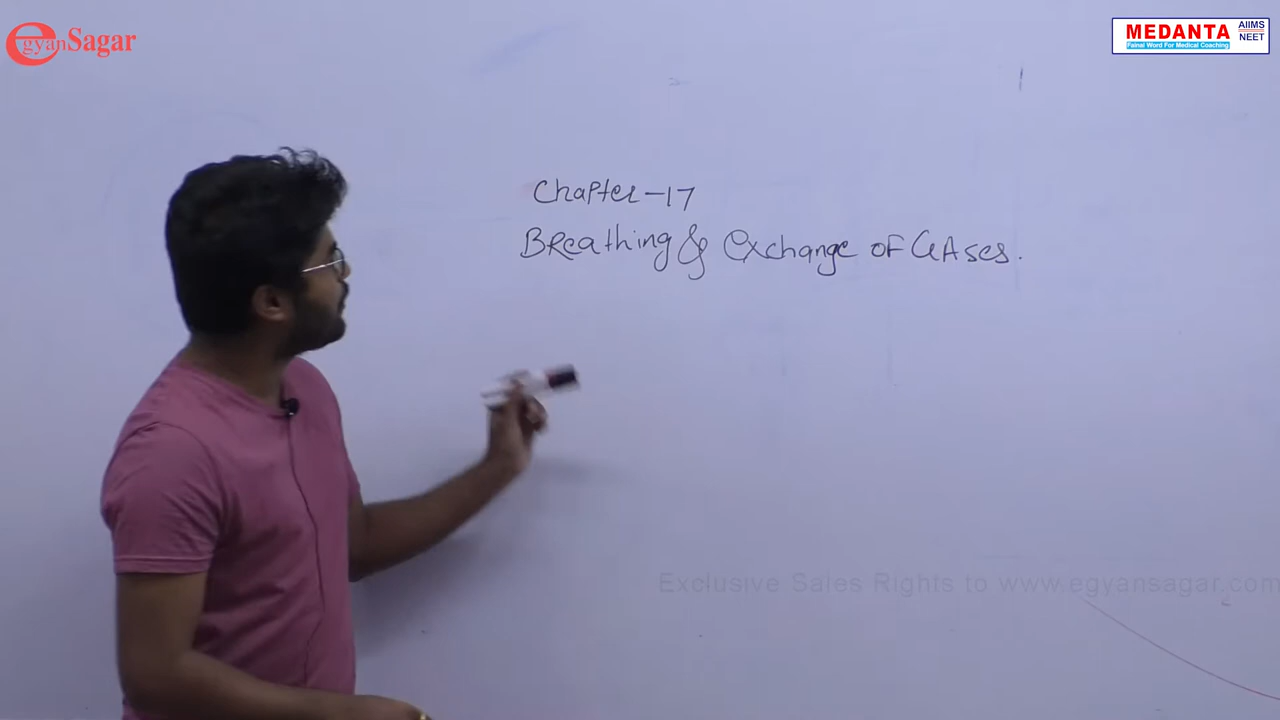 egyanSagar
MEDANTA AIIMS NEET
Fainal Word For Medical Coaching
Chapter-17
Breathing & Exchange of GAses.
Exclusive Sales Rights to www.egyansagar.com